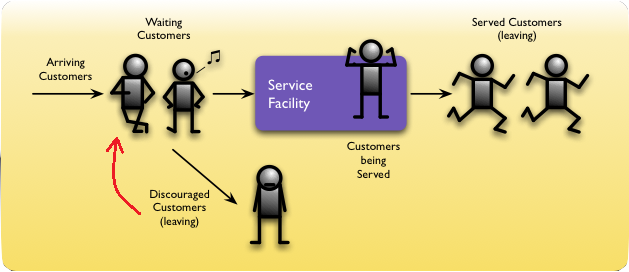 Waiting
Customers
Served Customers
(leaving)
Arriving
Customers
Service
Facility
Customers
being
Served
Discouraged
Customers
(leaving)